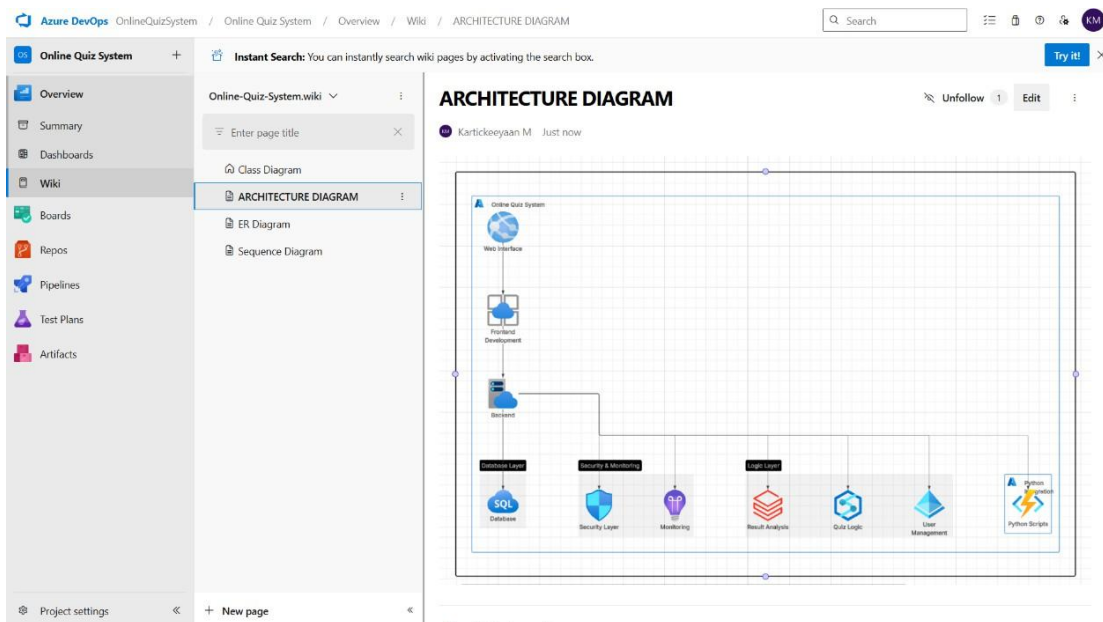 Azure DevOps OnlineQuizSystem / Online Quiz System / Overview / Wiki / ARCHITECTURE DIAGRAM
Search
KM
OS Online Quiz System +
Instant Search: You can instantly search wiki pages by activating the search box.
Try it!
Overview
Summary
Dashboards
Wiki
Boards
Repos
Pipelines
Test Plans
Artifacts
Project settings
Online-Quiz-System.wiki
Enter page title
Class Diagram
ARCHITECTURE DIAGRAM
ER Diagram
Sequence Diagram
+ New page
ARCHITECTURE DIAGRAM
Unfollow 1
Edit
KM Kartickeeyaan M Just now
Online Quiz System
Web Interface
Frontend
Development
Backend
Database Layer
Security & Monitoring
Logic Layer
Python
SQL
Database
Security Layer
Monitoring
Result Analysis
Quiz Logic
User
Management
Python Scripts